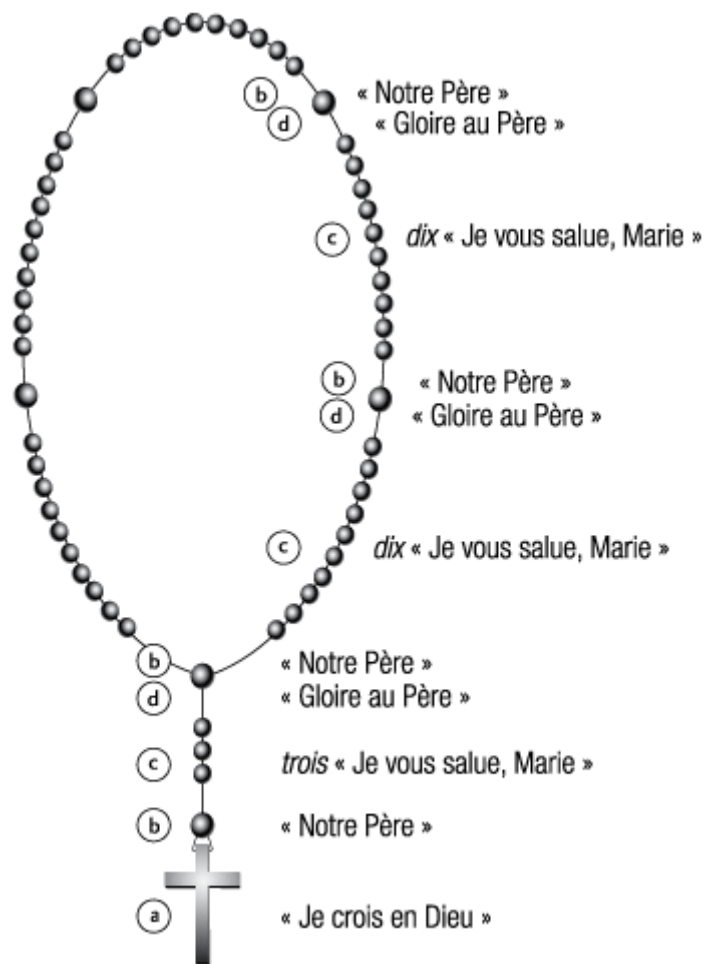 b « Notre Père »
d « Gloire au Père »
c dix « Je vous salue, Marie »
b « Notre Père »
d « Gloire au Père »
c dix « Je vous salue, Marie »
b « Notre Père »
d « Gloire au Père »
c trois « Je vous salue, Marie »
b « Notre Père »
a « Je crois en Dieu »